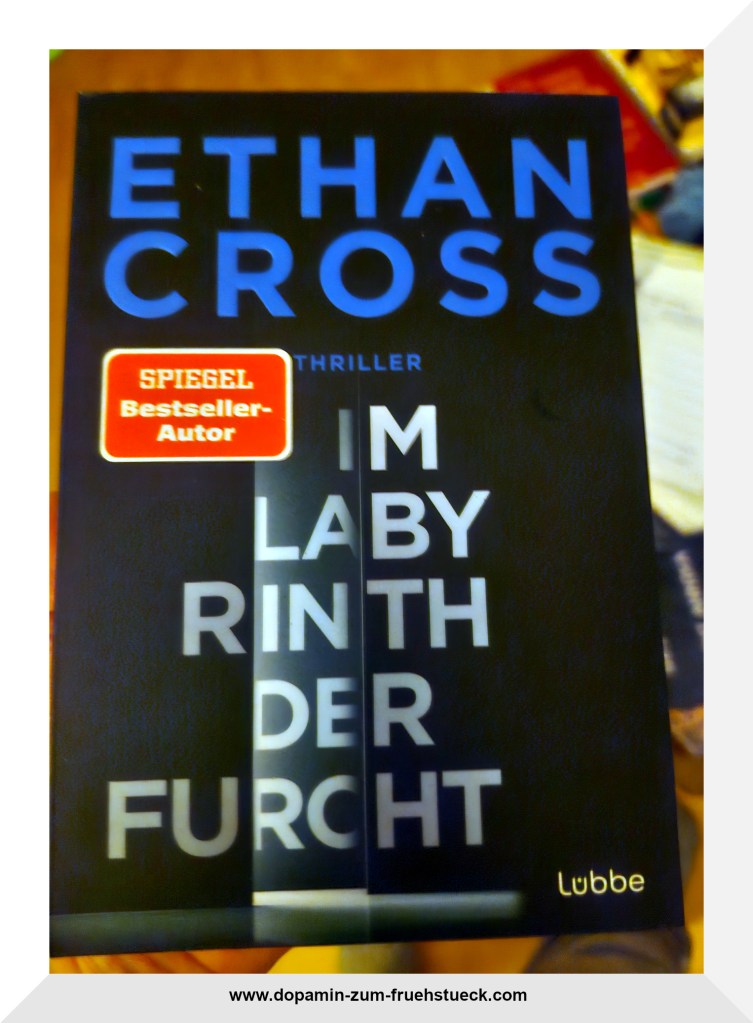 ETHAN
CROSS
THRILLER
SPIEGEL
Bestseller-
Autor
IM
LABY
RINTH
DER
FURCHT
Lübbe
www.dopamin-zum-fruehstueck.com